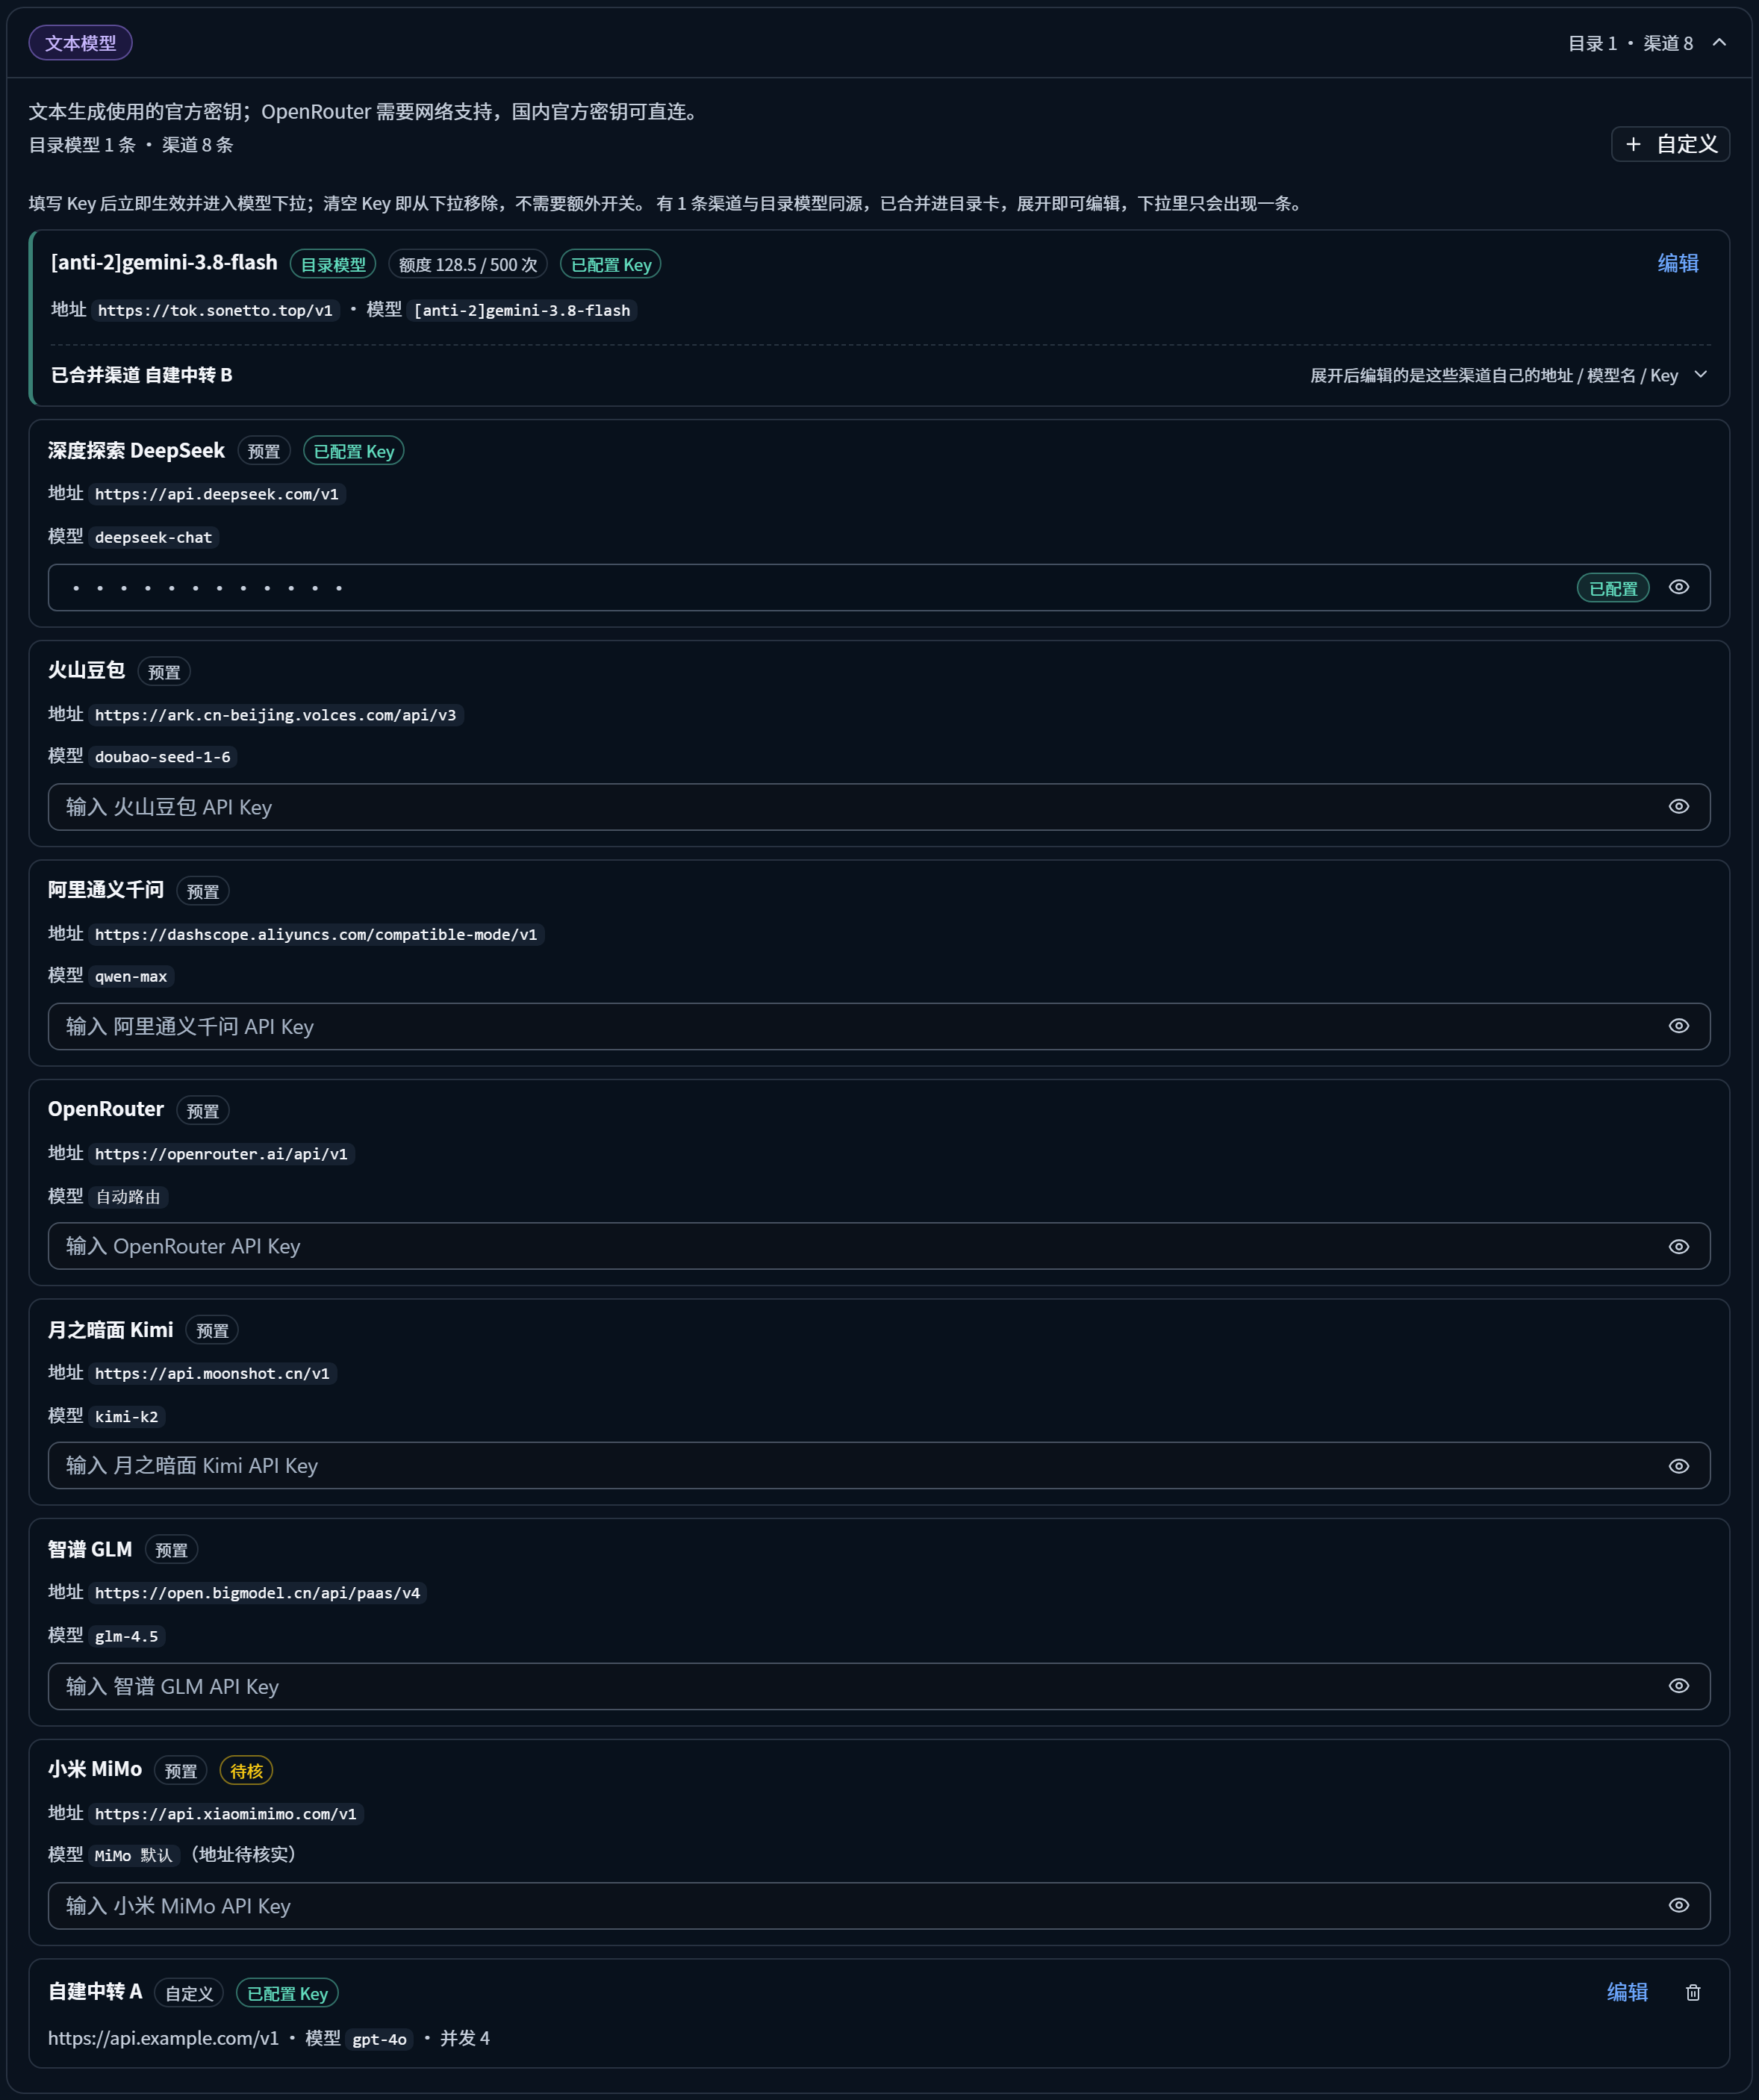 文本模型
目录 1 • 渠道 8
文本生成使用的官方密钥；OpenRouter 需要网络支持，国内官方密钥可直连。
目录模型 1 条 • 渠道 8 条
+ 自定义
填写 Key 后立即生效并进入模型下拉；清空 Key 即从下拉移除，不需要额外开关。 有 1 条渠道与目录模型同源，已合并进目录卡，展开即可编辑，下拉里只会出现一条。
[anti-2]gemini-3.8-flash 目录模型 额度 128.5 / 500 次 已配置 Key 编辑
地址 https://tok.sonetto.top/v1 • 模型 [anti-2]gemini-3.8-flash
已合并渠道 自建中转 B 展开后编辑的是这些渠道自己的地址 / 模型名 / Key
深度探索 DeepSeek 预置 已配置 Key
地址 https://api.deepseek.com/v1
模型 deepseek-chat
• • • • • • • • • • • • 已配置
火山豆包 预置
地址 https://ark.cn-beijing.volces.com/api/v3
模型 doubao-seed-1-6
输入 火山豆包 API Key
阿里通义千问 预置
地址 https://dashscope.aliyuncs.com/compatible-mode/v1
模型 qwen-max
输入 阿里通义千问 API Key
OpenRouter 预置
地址 https://openrouter.ai/api/v1
模型 自动路由
输入 OpenRouter API Key
月之暗面 Kimi 预置
地址 https://api.moonshot.cn/v1
模型 kimi-k2
输入 月之暗面 Kimi API Key
智谱 GLM 预置
地址 https://open.bigmodel.cn/api/paas/v4
模型 glm-4.5
输入 智谱 GLM API Key
小米 MiMo 预置 待核
地址 https://api.xiaomimimo.com/v1
模型 MiMo 默认 （地址待核实）
输入 小米 MiMo API Key
自建中转 A 自定义 已配置 Key 编辑
https://api.example.com/v1 • 模型 gpt-4o • 并发 4